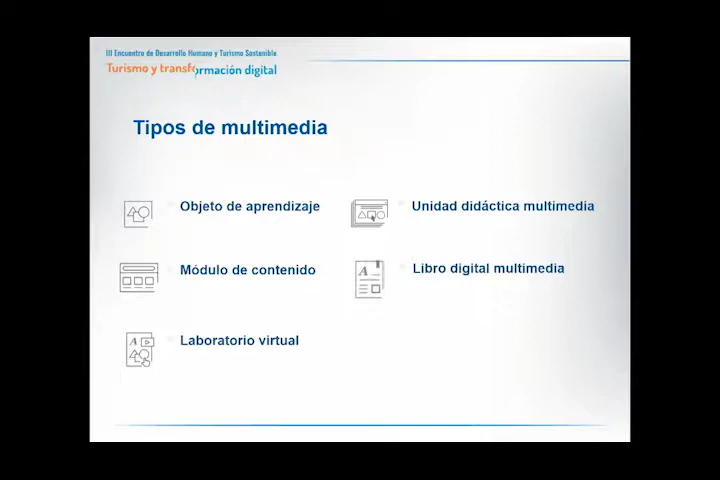 III Encuentro de Desarrollo Humano y Turismo Sostenible
Turismo y transformación digital
Tipos de multimedia
Objeto de aprendizaje
Unidad didáctica multimedia
Módulo de contenido
Libro digital multimedia
Laboratorio virtual